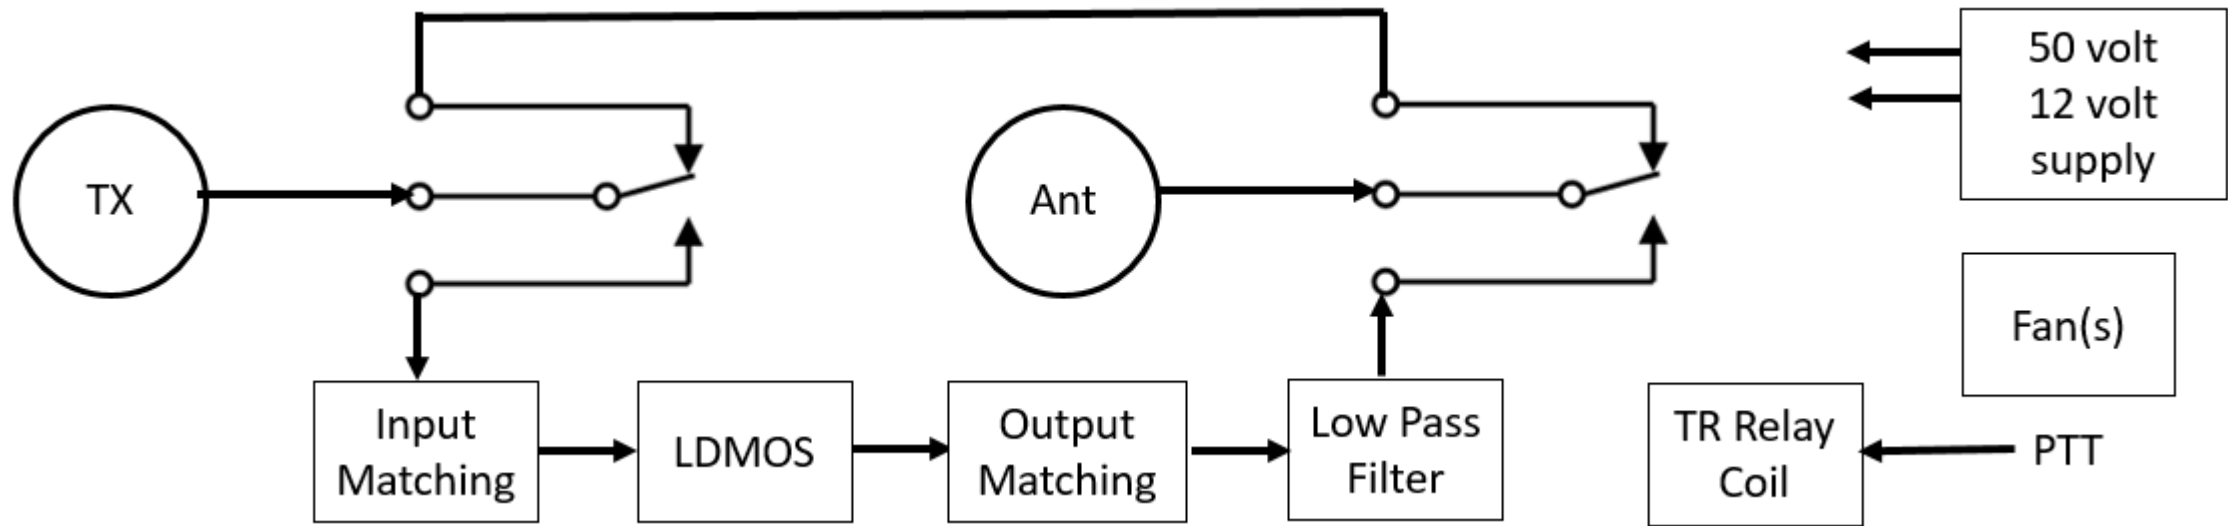 TX
Ant
50 volt
12 volt
supply
Fan(s)
Input
Matching
LDMOS
Output
Matching
Low Pass
Filter
TR Relay
Coil
PTT